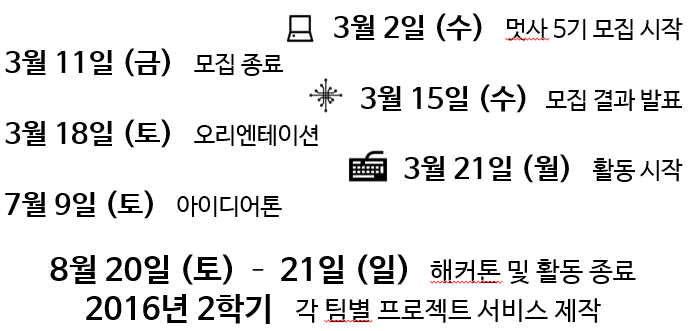 3월 2일 (수) 멋사 5기 모집 시작
3월 11일 (금) 모집 종료
3월 15일 (수) 모집 결과 발표
3월 18일 (토) 오리엔테이션
3월 21일 (월) 활동 시작
7월 9일 (토) 아이디어톤
8월 20일 (토) - 21일 (일) 해커톤 및 활동 종료
2016년 2학기 각 팀별 프로젝트 서비스 제작